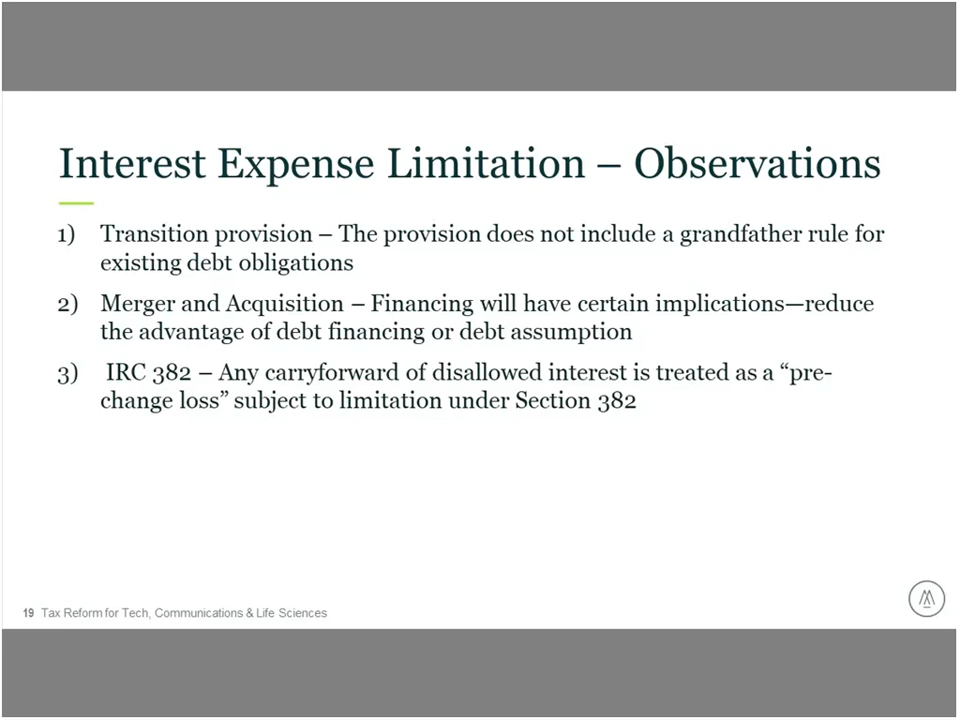 Interest Expense Limitation – Observations
1) Transition provision – The provision does not include a grandfather rule for
existing debt obligations
2) Merger and Acquisition – Financing will have certain implications—reduce
the advantage of debt financing or debt assumption
3) IRC 382 – Any carryforward of disallowed interest is treated as a “pre-
change loss” subject to limitation under Section 382
19 Tax Reform for Tech, Communications & Life Sciences